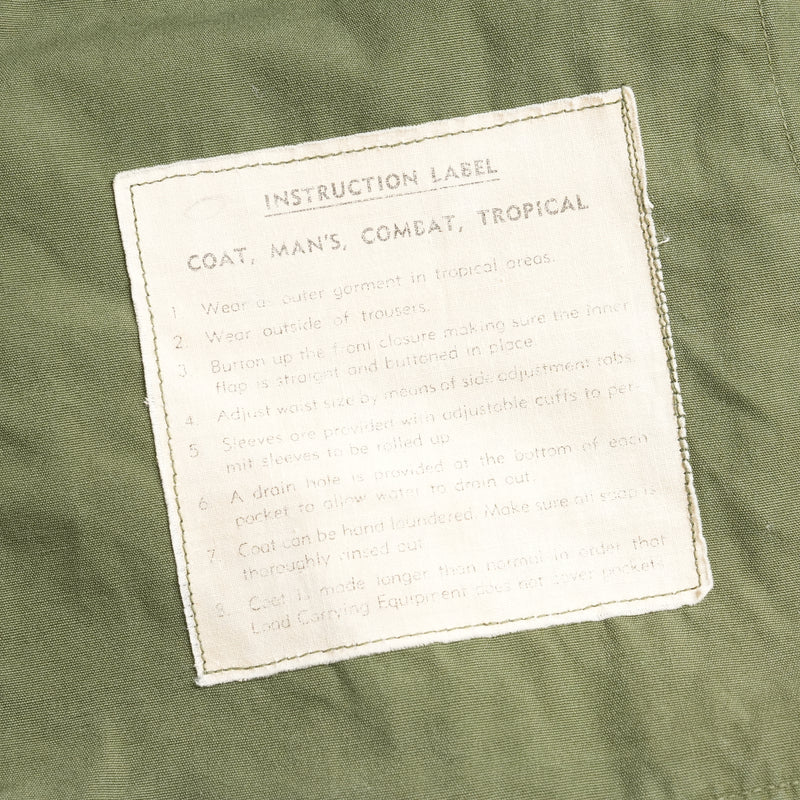 INSTRUCTION LABEL
COAT, MAN'S, COMBAT, TROPICAL
1. Wear as outer garment in tropical areas.
2. Wear outside of trousers.
3. Button up the front closure making sure the inner
flap is straight and buttoned in place.
4. Adjust waist size by means of side adjustment tabs.
5. Sleeves are provided with adjustable cuffs to per-
mit sleeves to be rolled up.
6. A drain hole is provided at the bottom of each
pocket to allow water to drain out.
7. Coat can be hand laundered. Make sure all soap is
thoroughly rinsed out.
8. Coat is made longer than normal in order that
Load Carrying Equipment does not cover pockets.